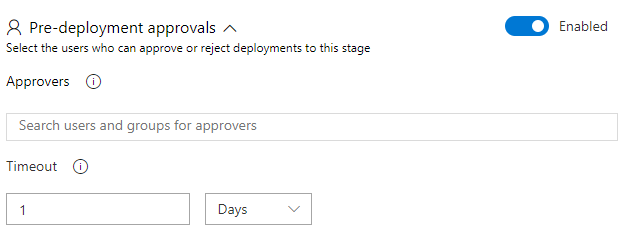 Pre-deployment approvals
Enabled
Select the users who can approve or reject deployments to this stage
Approvers
Search users and groups for approvers
Timeout
1
Days